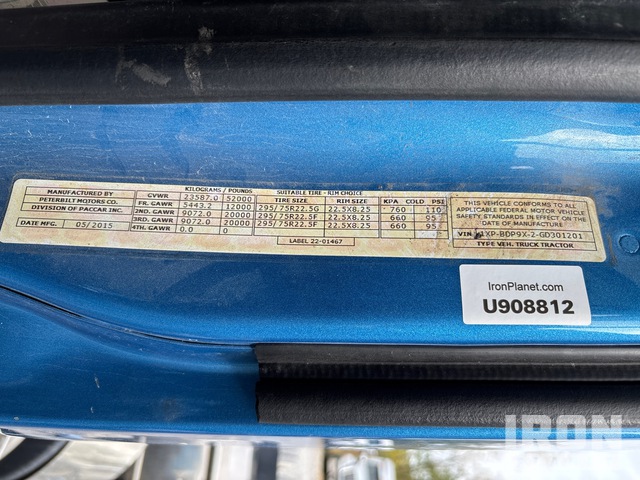 MANUFACTURED BY
PETERBILT MOTORS CO.
DIVISION OF PACCAR INC.
DATE MFG. 05/2015
KILOGRAMS / POUNDS SUITABLE TIRE - RIM CHOICE
GVWR 23587.0 52000 TIRE SIZE RIM SIZE KPA COLD PSI
FR. GAWR 5443.2 12000 295/75R22.5G 22.5X8.25 760 110
2ND. GAWR 9072.0 20000 295/75R22.5F 22.5X8.25 660 95
3RD. GAWR 9072.0 20000 295/75R22.5F 22.5X8.25 660 95
4TH. GAWR 0.0 0
LABEL 22-01467
THIS VEHICLE CONFORMS TO ALL
APPLICABLE FEDERAL MOTOR VEHICLE
SAFETY STANDARDS IN EFFECT ON THE
DATE OF MANUFACTURE
VIN 1XP-BDP9X-2-GD301201
TYPE VEH. TRUCK TRACTOR
IronPlanet.com
U908812
IRON